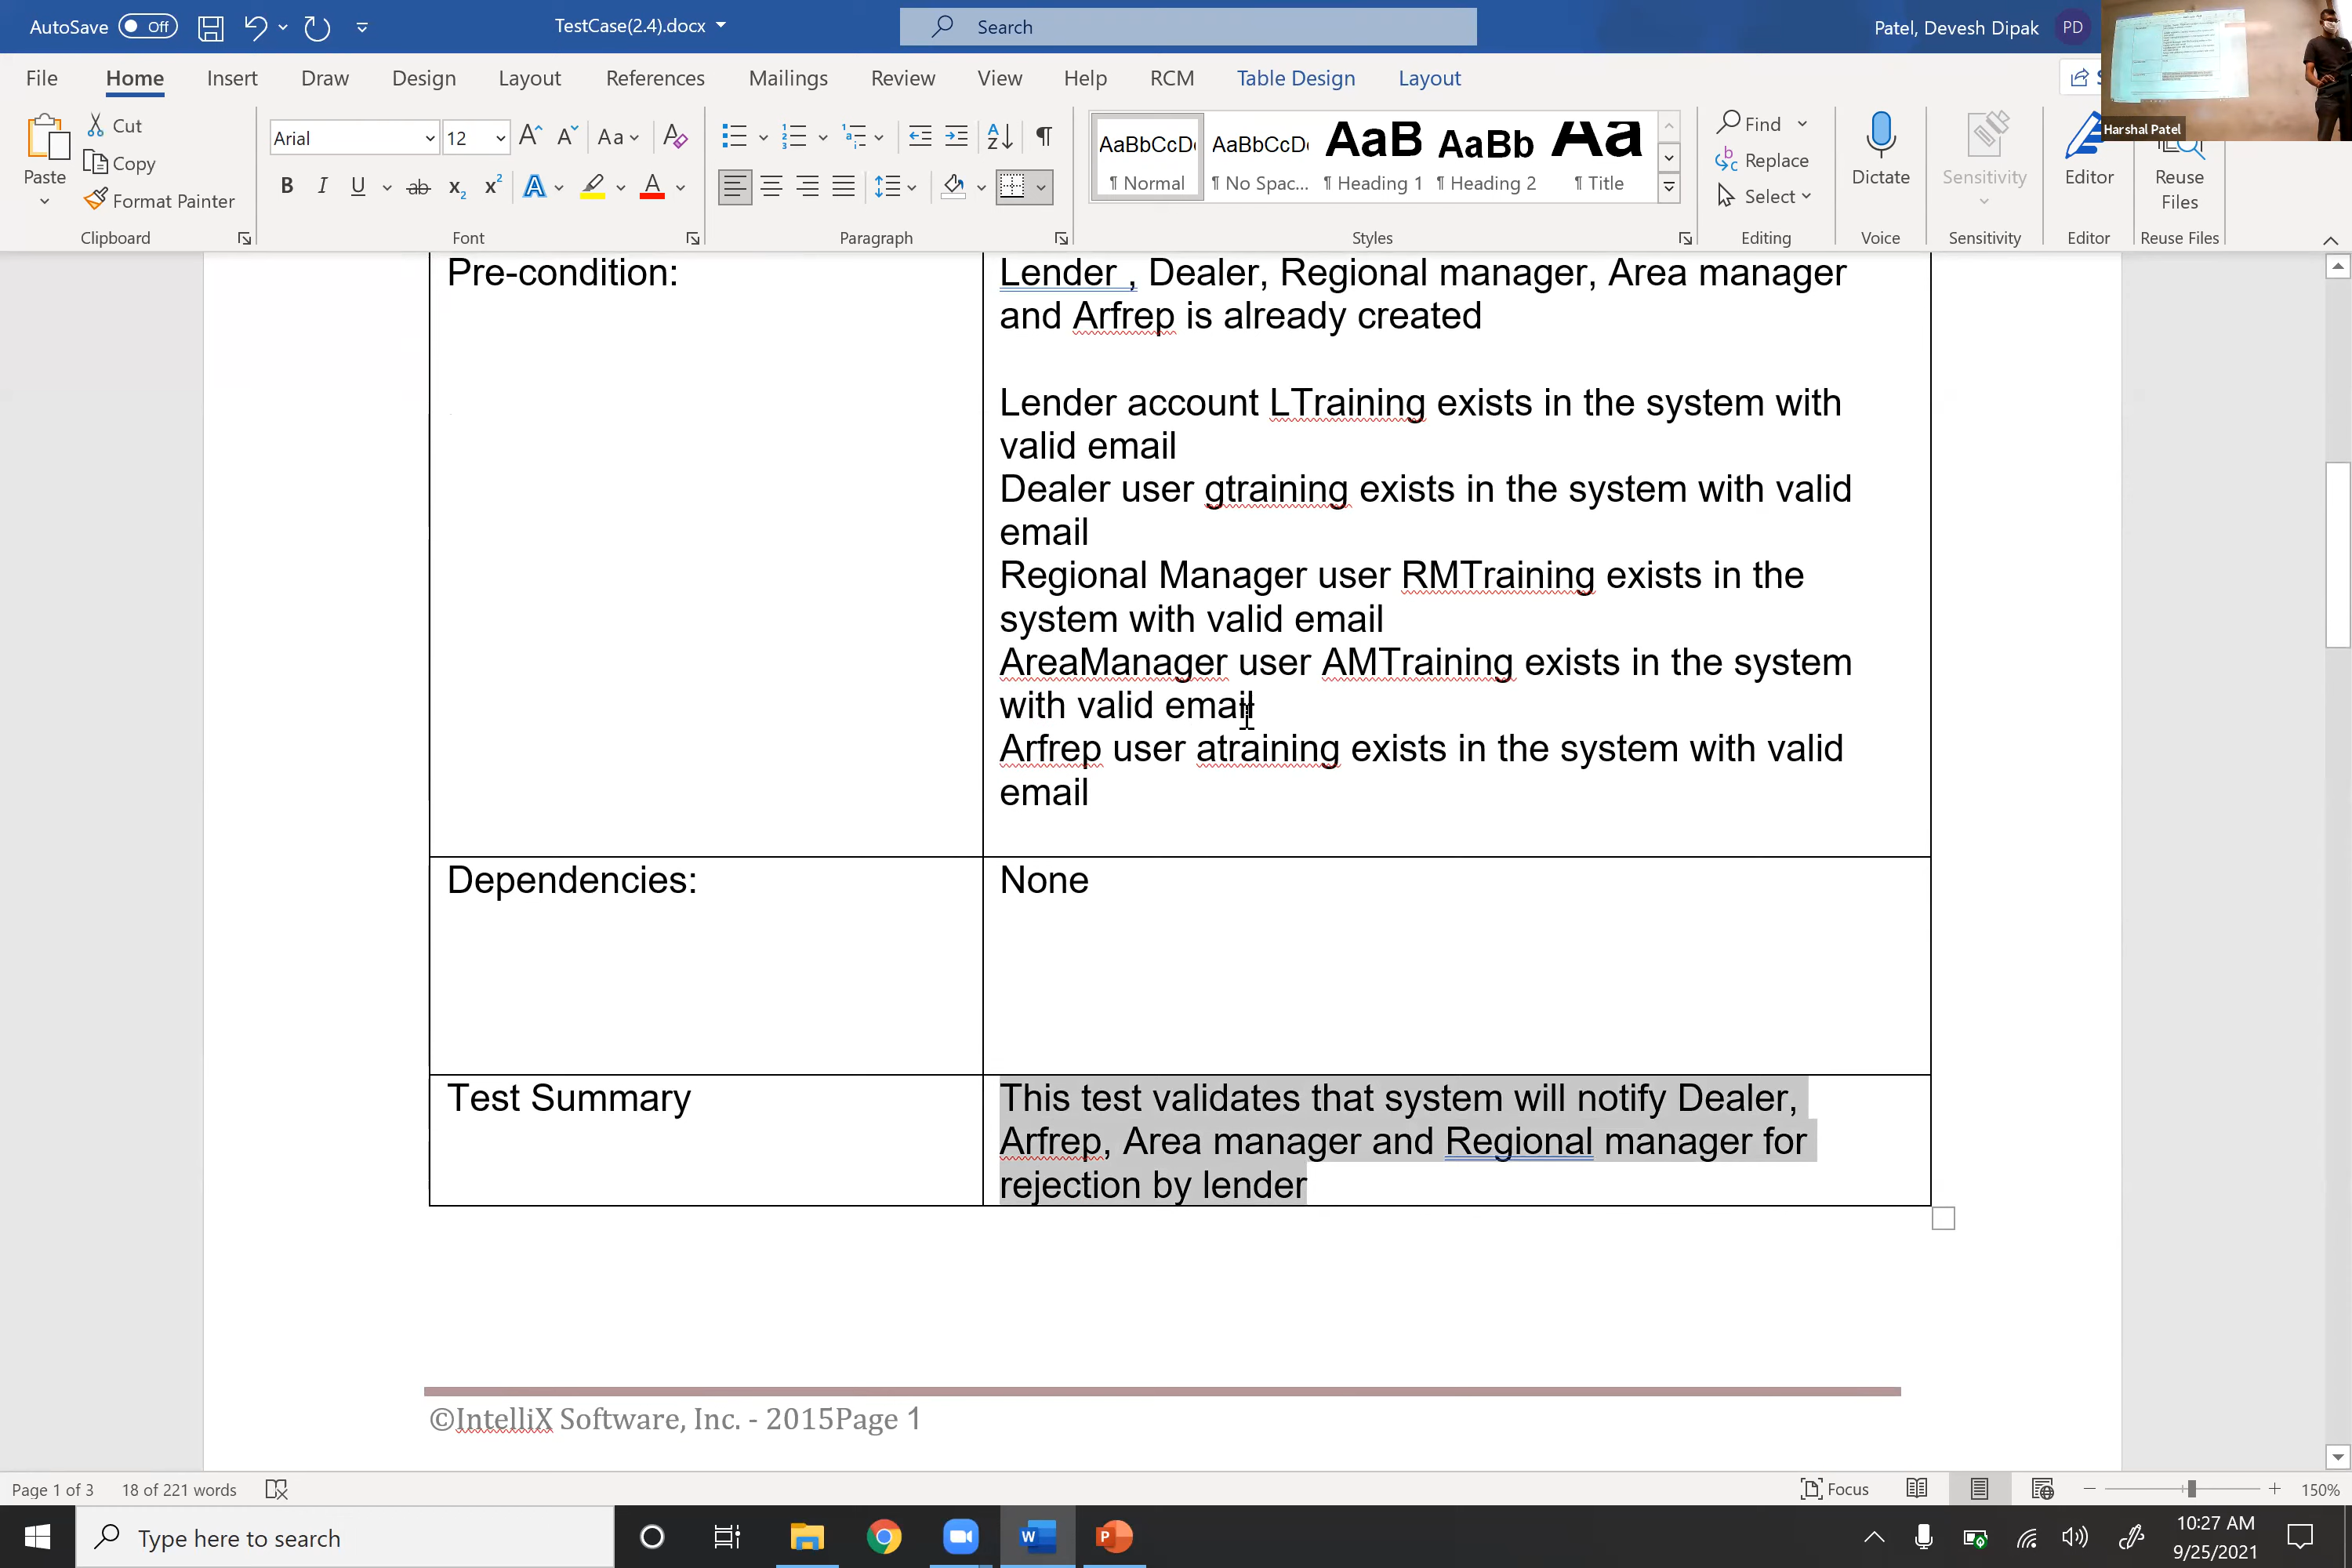 AutoSave Off TestCase(2.4).docx Search Patel, Devesh Dipak PD
File Home Insert Draw Design Layout References Mailings Review View Help RCM Table Design Layout
Harshal Patel
Paste Cut Copy Format Painter
Clipboard
Arial 12 Aa
B I U ab x₂ x² A A
Font
Paragraph
AaBbCcDc AaBbCcDc AaB AaBb Aa
¶ Normal ¶ No Spac... ¶ Heading 1 ¶ Heading 2 ¶ Title
Styles
Find
Replace
Select
Editing
Dictate
Voice
Sensitivity
Sensitivity
Editor
Editor
Reuse Files
Reuse Files
Pre-condition:
Lender , Dealer, Regional manager, Area manager
and Arfrep is already created
Lender account LTraining exists in the system with
valid email
Dealer user gtraining exists in the system with valid
email
Regional Manager user RMTraining exists in the
system with valid email
AreaManager user AMTraining exists in the system
with valid email
Arfrep user atraining exists in the system with valid
email
Dependencies:
None
Test Summary
This test validates that system will notify Dealer,
Arfrep, Area manager and Regional manager for
rejection by lender
©IntelliX Software, Inc. - 2015Page 1
Page 1 of 3 18 of 221 words Focus 150%
Type here to search
10:27 AM
9/25/2021